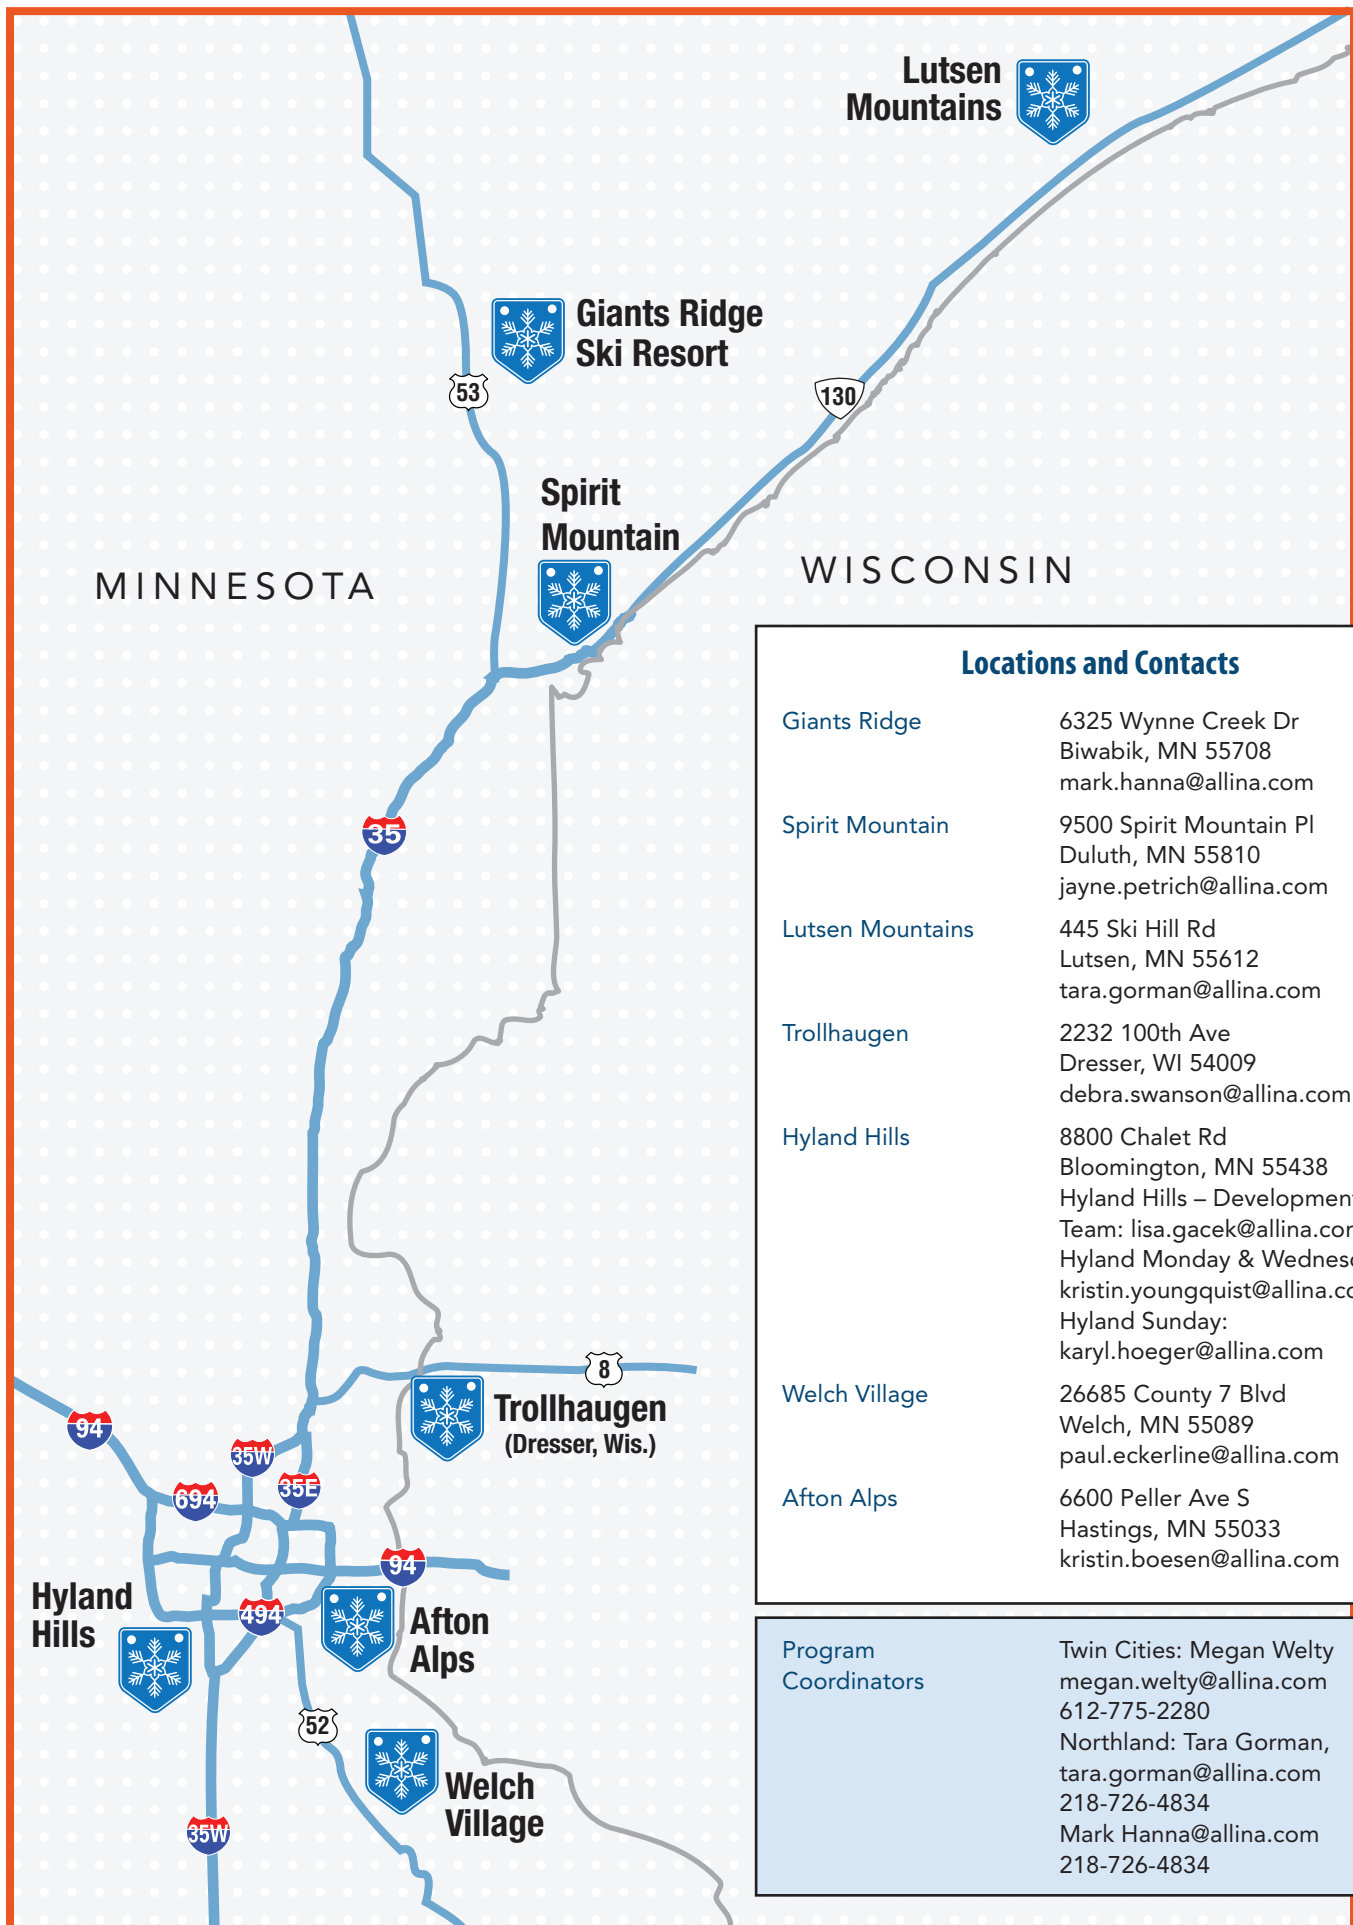 Lutsen
Mountains
Giants Ridge
Ski Resort
53
130
Spirit
Mountain
MINNESOTA
WISCONSIN
35
8
Trollhaugen
(Dresser, Wis.)
94
35W
35E
694
94
Hyland
Hills
494
Afton
Alps
52
Welch
Village
35W
Locations and Contacts
Giants Ridge
6325 Wynne Creek Dr
Biwabik, MN 55708
mark.hanna@allina.com
Spirit Mountain
9500 Spirit Mountain Pl
Duluth, MN 55810
jayne.petrich@allina.com
Lutsen Mountains
445 Ski Hill Rd
Lutsen, MN 55612
tara.gorman@allina.com
Trollhaugen
2232 100th Ave
Dresser, WI 54009
debra.swanson@allina.com
Hyland Hills
8800 Chalet Rd
Bloomington, MN 55438
Hyland Hills – Development
Team: lisa.gacek@allina.com
Hyland Monday & Wednes
kristin.youngquist@allina.co
Hyland Sunday:
karyl.hoeger@allina.com
Welch Village
26685 County 7 Blvd
Welch, MN 55089
paul.eckerline@allina.com
Afton Alps
6600 Peller Ave S
Hastings, MN 55033
kristin.boesen@allina.com
Program
Coordinators
Twin Cities: Megan Welty
megan.welty@allina.com
612-775-2280
Northland: Tara Gorman,
tara.gorman@allina.com
218-726-4834
Mark Hanna@allina.com
218-726-4834